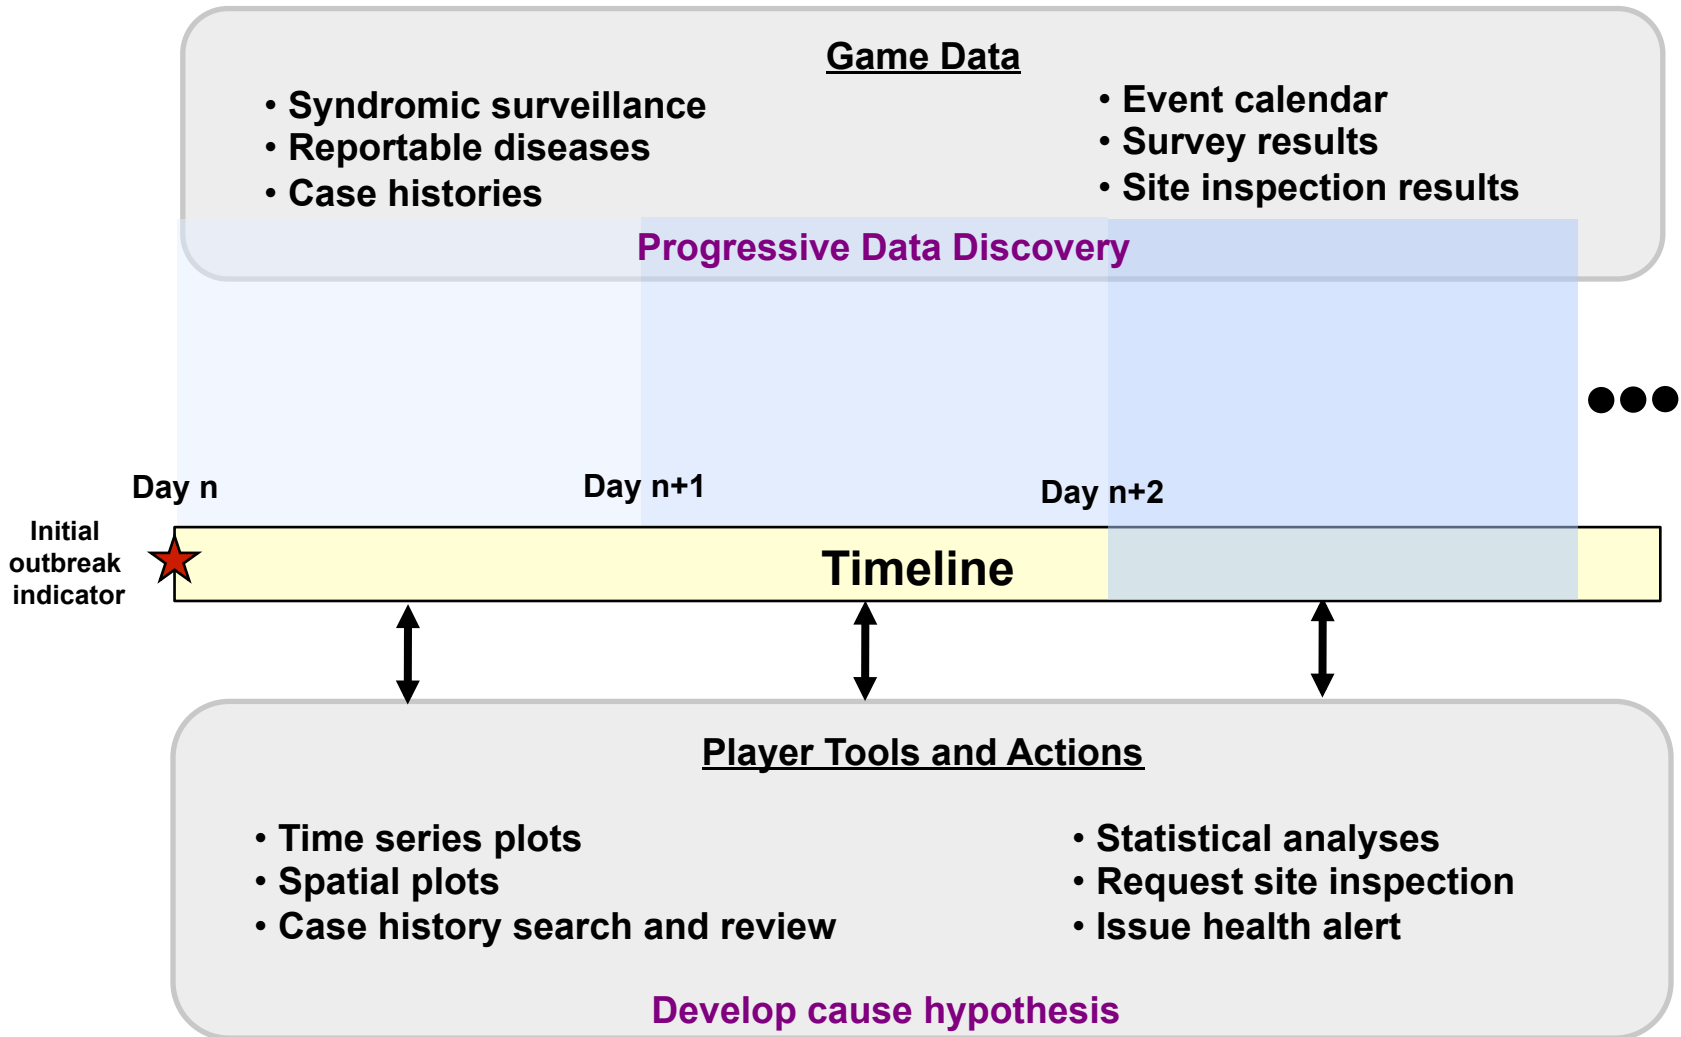 Game Data
• Syndromic surveillance
• Reportable diseases
• Case histories
• Event calendar
• Survey results
• Site inspection results
Progressive Data Discovery
Day n
Day n+1
Day n+2
Initial
outbreak
indicator
Timeline
Player Tools and Actions
• Time series plots
• Spatial plots
• Case history search and review
• Statistical analyses
• Request site inspection
• Issue health alert
Develop cause hypothesis